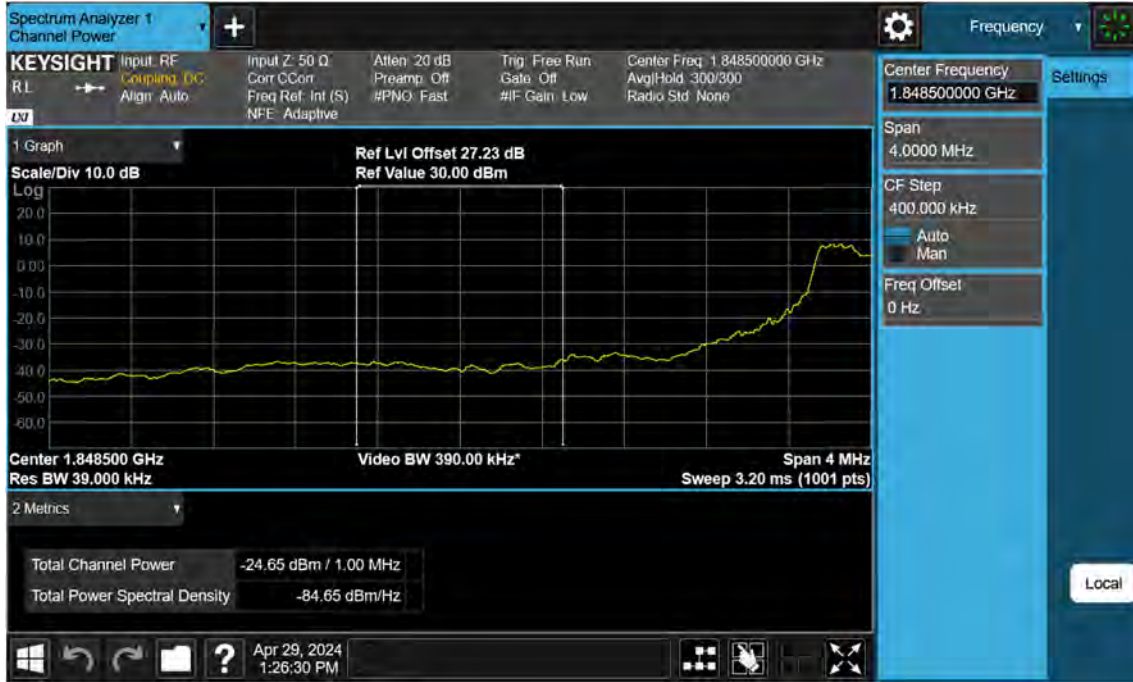 Spectrum Analyzer 1
Channel Power
+
Frequency
KEYSIGHT
RL
LXI
Input: RF
Coupling: DC
Align: Auto
Input Z: 50 Ω
Corr CCorr
Freq Ref: Int (S)
NFE: Adaptive
Atten: 20 dB
Preamp: Off
#PNO: Fast
Trig: Free Run
Gate: Off
#IF Gain: Low
Center Freq: 1.848500000 GHz
Avg|Hold: 300/300
Radio Std: None
Center Frequency
1.848500000 GHz
Settings
Span
4.0000 MHz
CF Step
400.000 kHz
Auto
Man
Freq Offset
0 Hz
Local
1 Graph
Scale/Div 10.0 dB
Ref Lvl Offset 27.23 dB
Ref Value 30.00 dBm
Log
20.0
10.0
0.00
-10.0
-20.0
-30.0
-40.0
-50.0
-60.0
Center 1.848500 GHz
Video BW 390.00 kHz*
Span 4 MHz
Res BW 39.000 kHz
Sweep 3.20 ms (1001 pts)
2 Metrics
Total Channel Power
-24.65 dBm / 1.00 MHz
Total Power Spectral Density
-84.65 dBm/Hz
?
Apr 29, 2024
1:26:30 PM